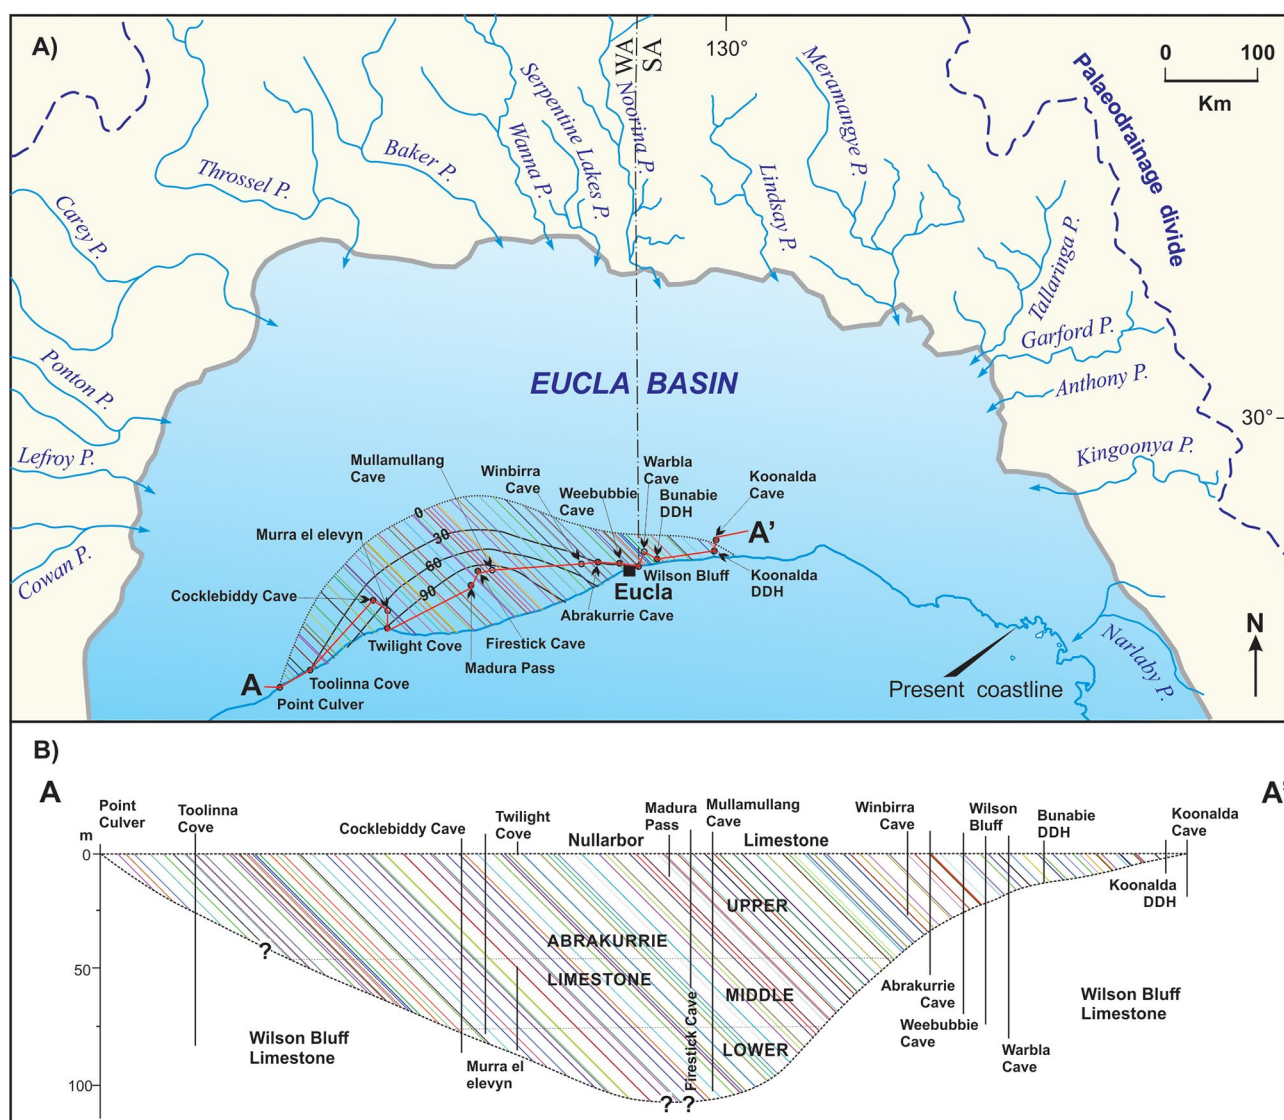 A)
WA
SA
130°
0 100
Km
Palaeodrainage divide
Carey P.
Throssel P.
Baker P.
Wanna P.
Serpentine Lakes P.
Noorina P.
Lindsay P.
Meramangye P.
Tallaringa P.
Garford P.
Anthony P.
Kingoonya P.
30°
Ponton P.
Lefroy P.
Cowan P.
Narlaby P.
EUCLA BASIN
Mullamullang
Cave
Winbirra
Cave
Weebubbie
Cave
Warbla
Cave
Bunabie
DDH
Koonalda
Cave
Murra el elevyn
0
30
60
90
A'
Cocklebiddy Cave
Wilson Bluff
Koonalda
DDH
Eucla
Abrakurrie Cave
Twilight Cove
Firestick Cave
Madura Pass
A
Toolinna Cove
Point Culver
Present coastline
N
B)
A
A'
Point
Culver
Toolinna
Cove
Cocklebiddy Cave
Twilight
Cove
Madura
Pass
Mullamullang
Cave
Winbirra
Cave
Wilson
Bluff
Bunabie
DDH
Koonalda
Cave
m
0
50
100
Nullarbor Limestone
UPPER
ABRAKURRIE
LIMESTONE
MIDDLE
LOWER
?
Wilson Bluff
Limestone
Murra el
elevyn
Firestick Cave
? ?
Abrakurrie
Cave
Weebubbie
Cave
Warbla
Cave
Koonalda
DDH
Wilson Bluff
Limestone